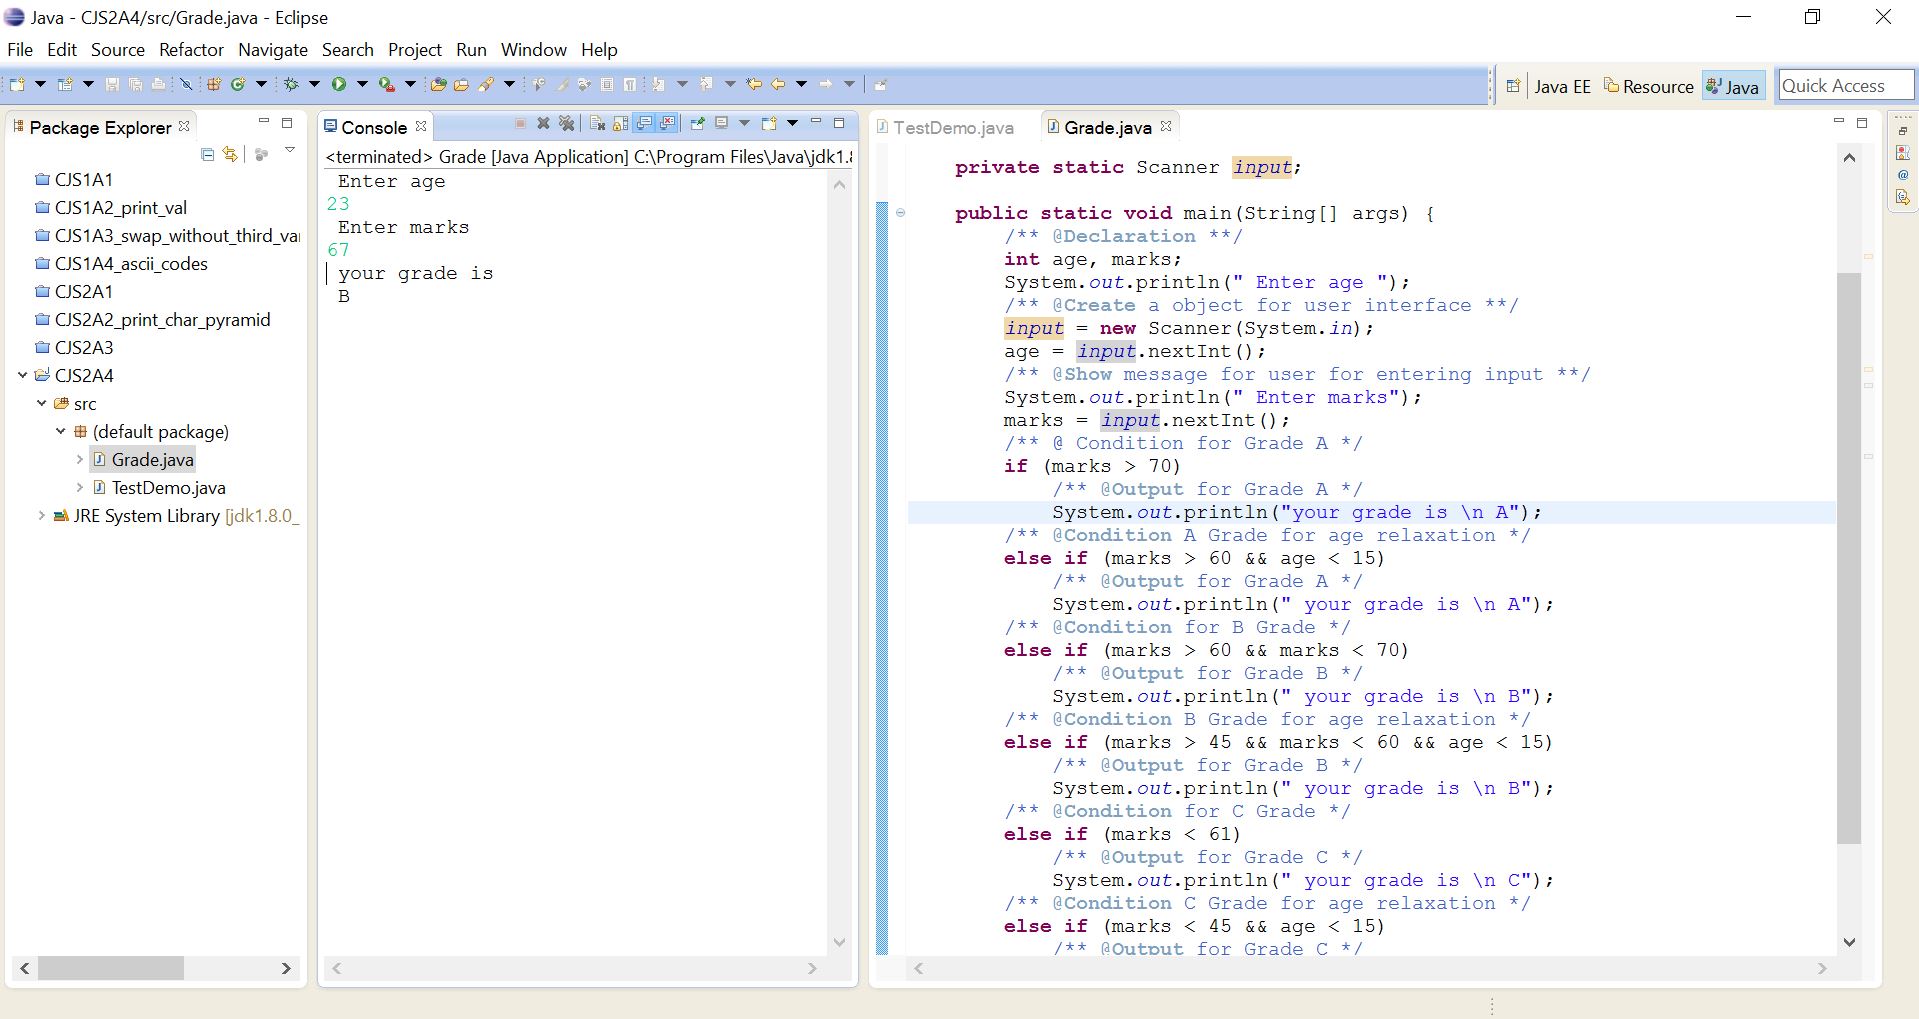 Java - CJS2A4/src/Grade.java - Eclipse
File Edit Source Refactor Navigate Search Project Run Window Help
Java EE Resource Java Quick Access
Package Explorer
CJS1A1
CJS1A2_print_val
CJS1A3_swap_without_third_va
CJS1A4_ascii_codes
CJS2A1
CJS2A2_print_char_pyramid
CJS2A3
CJS2A4
src
(default package)
Grade.java
TestDemo.java
JRE System Library [jdk1.8.0_
Console
<terminated> Grade [Java Application] C:\Program Files\Java\jdk1.8
Enter age
23
Enter marks
67
your grade is
B
TestDemo.java Grade.java
private static Scanner input;
public static void main(String[] args) {
/** @Declaration **/
int age, marks;
System.out.println(" Enter age ");
/** @Create a object for user interface **/
input = new Scanner(System.in);
age = input.nextInt();
/** @Show message for user for entering input **/
System.out.println(" Enter marks");
marks = input.nextInt();
/** @ Condition for Grade A */
if (marks > 70)
/** @Output for Grade A */
System.out.println("your grade is \n A");
/** @Condition A Grade for age relaxation */
else if (marks > 60 && age < 15)
/** @Output for Grade A */
System.out.println(" your grade is \n A");
/** @Condition for B Grade */
else if (marks > 60 && marks < 70)
/** @Output for Grade B */
System.out.println(" your grade is \n B");
/** @Condition B Grade for age relaxation */
else if (marks > 45 && marks < 60 && age < 15)
/** @Output for Grade B */
System.out.println(" your grade is \n B");
/** @Condition for C Grade */
else if (marks < 61)
/** @Output for Grade C */
System.out.println(" your grade is \n C");
/** @Condition C Grade for age relaxation */
else if (marks < 45 && age < 15)
/** @Output for Grade C */